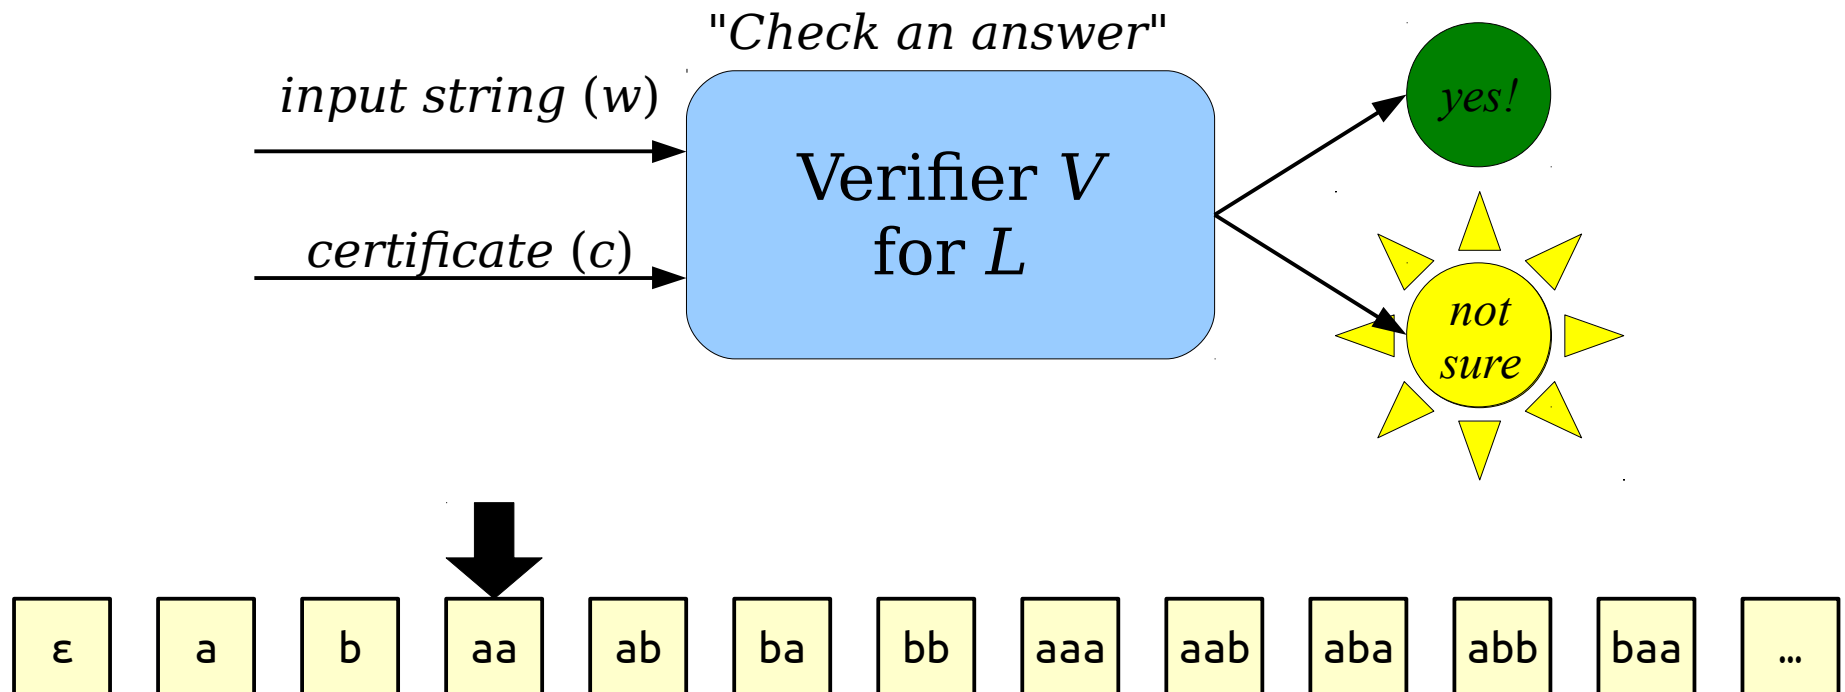 "Check an answer"
input string (w)
yes!
Verifier V
for L
certificate (c)
not
sure
ε a b aa ab ba bb aaa aab aba abb baa …